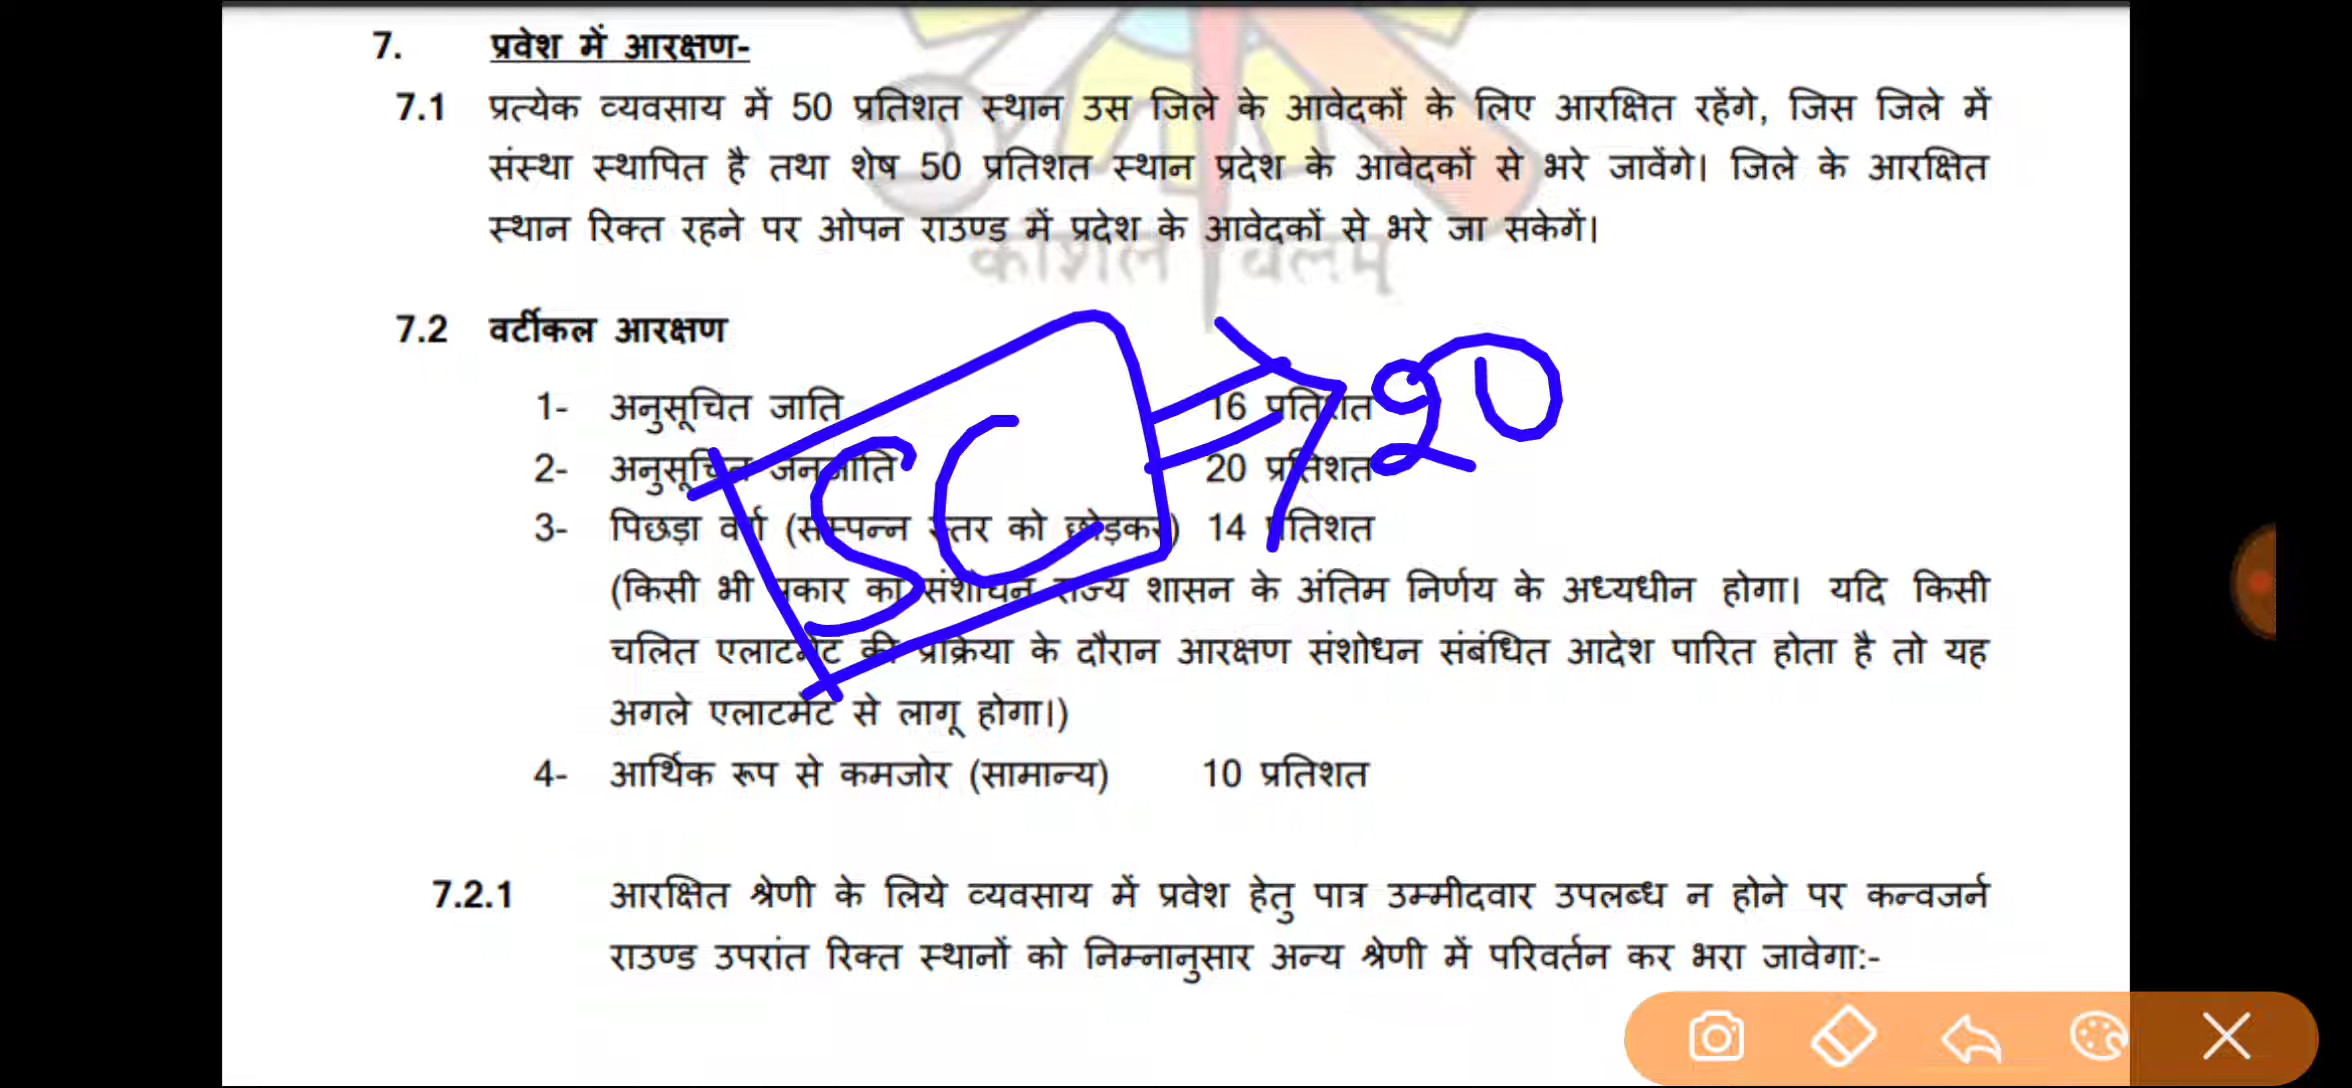 7. प्रवेश में आरक्षण-
7.1 प्रत्येक व्यवसाय में 50 प्रतिशत स्थान उस जिले के आवेदकों के लिए आरक्षित रहेंगे, जिस जिले में
संस्था स्थापित है तथा शेष 50 प्रतिशत स्थान प्रदेश के आवेदकों से भरे जावेंगे। जिले के आरक्षित
स्थान रिक्त रहने पर ओपन राउण्ड में प्रदेश के आवेदकों से भरे जा सकेगें।
कौशल बलम्
7.2 वर्टीकल आरक्षण
1- अनुसूचित जाति 16 प्रतिशत
2- अनुसूचित जनजाति 20 प्रतिशत
SC 20
3- पिछड़ा वर्ग (सम्पन्न स्तर को छोड़कर) 14 प्रतिशत
(किसी भी प्रकार का संशोधन राज्य शासन के अंतिम निर्णय के अध्यधीन होगा। यदि किसी
चलित एलाटमेंट की प्रक्रिया के दौरान आरक्षण संशोधन संबंधित आदेश पारित होता है तो यह
अगले एलाटमेंट से लागू होगा।)
4- आर्थिक रूप से कमजोर (सामान्य) 10 प्रतिशत
7.2.1 आरक्षित श्रेणी के लिये व्यवसाय में प्रवेश हेतु पात्र उम्मीदवार उपलब्ध न होने पर कन्वजर्न
राउण्ड उपरांत रिक्त स्थानों को निम्नानुसार अन्य श्रेणी में परिवर्तन कर भरा जावेगा:-